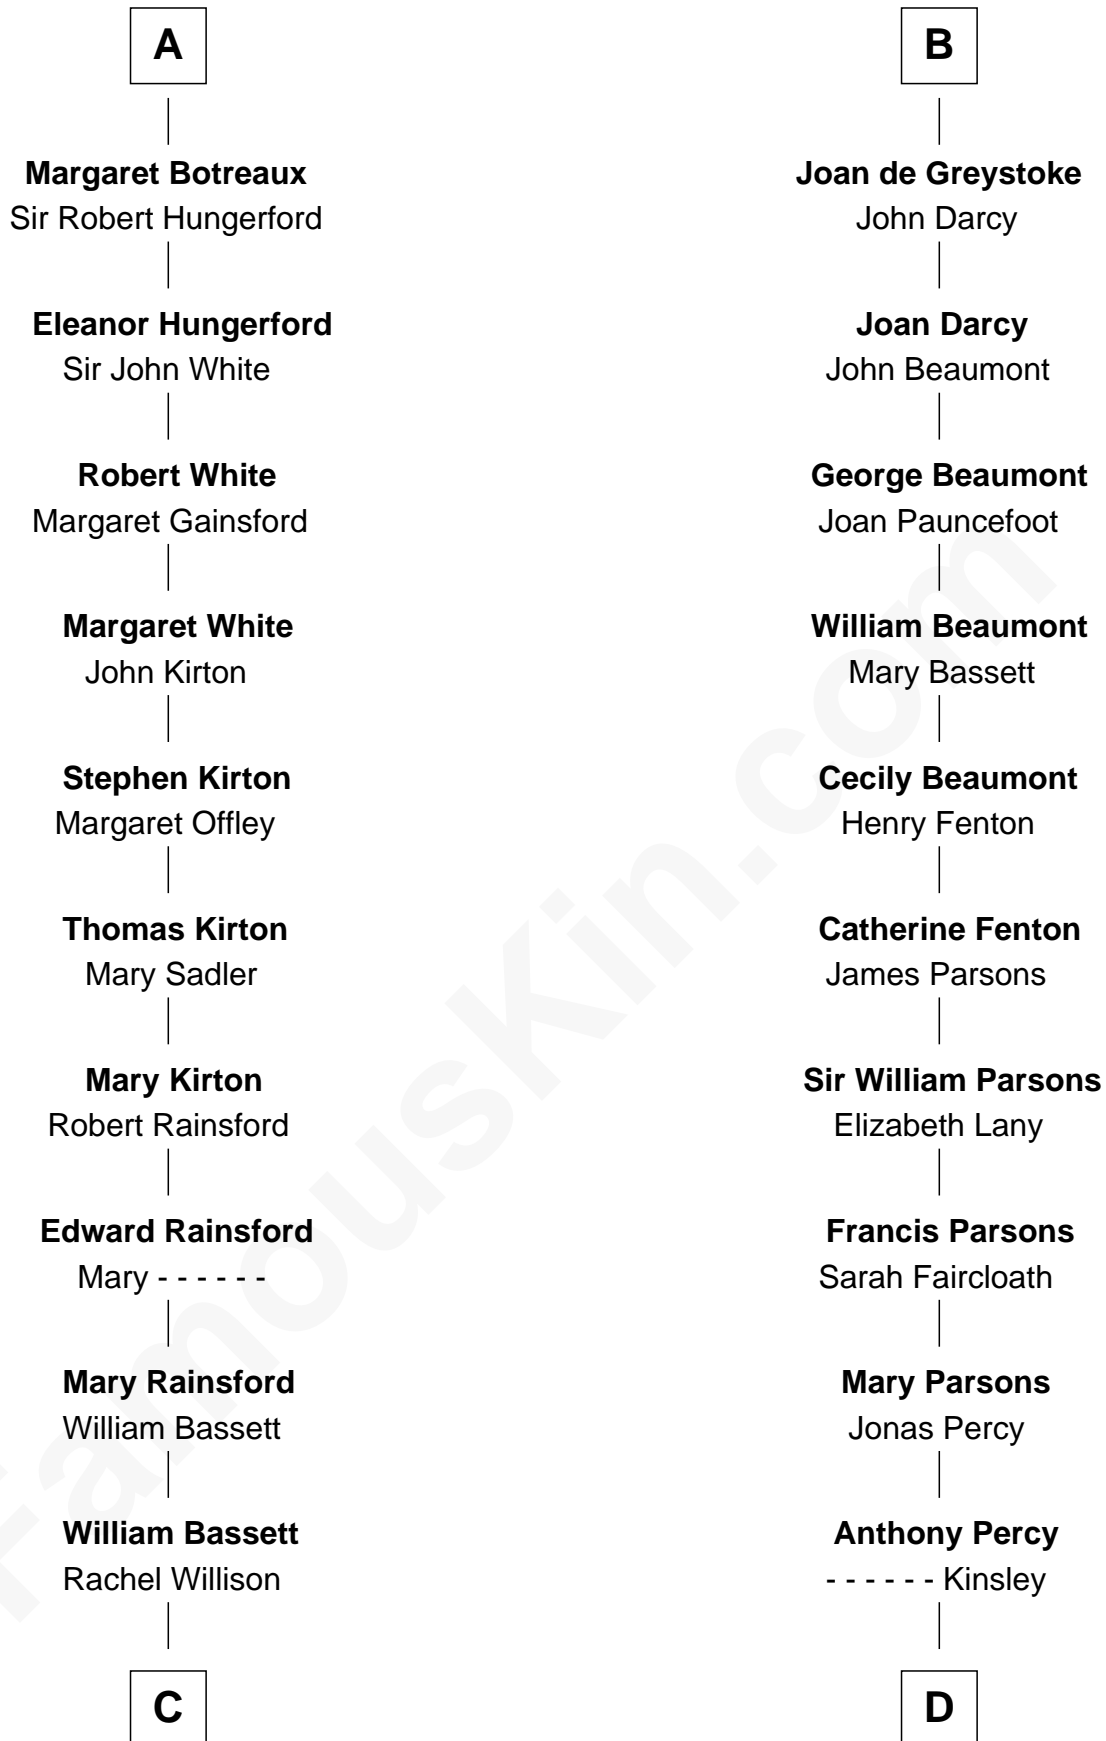 A
Margaret Botreaux
Sir Robert Hungerford
Eleanor Hungerford
Sir John White
Robert White
Margaret Gainsford
Margaret White
John Kirton
Stephen Kirton
Margaret Offley
Thomas Kirton
Mary Sadler
Mary Kirton
Robert Rainsford
Edward Rainsford
Mary - - - - - -
Mary Rainsford
William Bassett
William Bassett
Rachel Willison
C
B
Joan de Greystoke
John Darcy
Joan Darcy
John Beaumont
George Beaumont
Joan Pauncefoot
William Beaumont
Mary Bassett
Cecily Beaumont
Henry Fenton
Catherine Fenton
James Parsons
Sir William Parsons
Elizabeth Lany
Francis Parsons
Sarah Faircloath
Mary Parsons
Jonas Percy
Anthony Percy
- - - - - - Kinsley
D
FamousKin.com